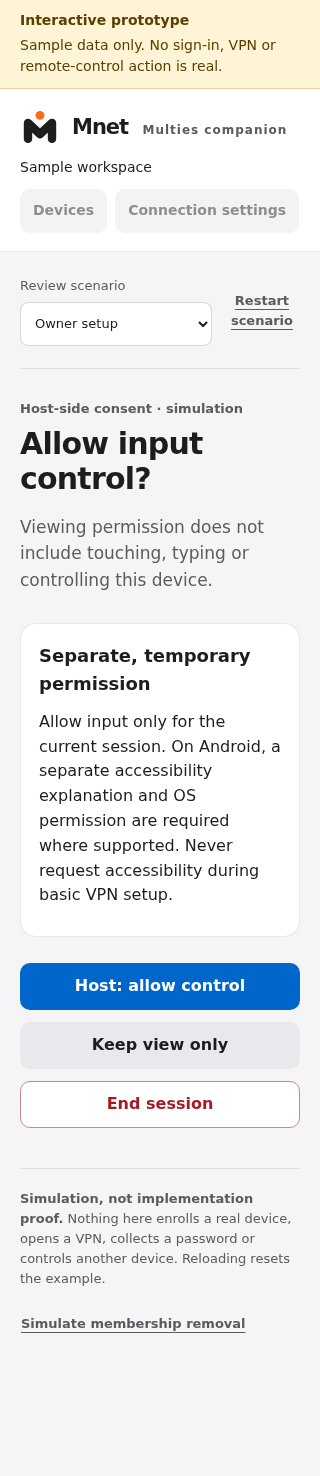 Interactive prototype
Sample data only. No sign-in, VPN or
remote-control action is real.
Mnet Multies companion
Sample workspace
Devices Connection settings
Review scenario
Owner setup
Restart
scenario
Host-side consent · simulation
Allow input
control?
Viewing permission does not
include touching, typing or
controlling this device.
Separate, temporary
permission
Allow input only for the
current session. On Android, a
separate accessibility
explanation and OS
permission are required
where supported. Never
request accessibility during
basic VPN setup.
Host: allow control
Keep view only
End session
Simulation, not implementation
proof. Nothing here enrolls a real device,
opens a VPN, collects a password or
controls another device. Reloading resets
the example.
Simulate membership removal